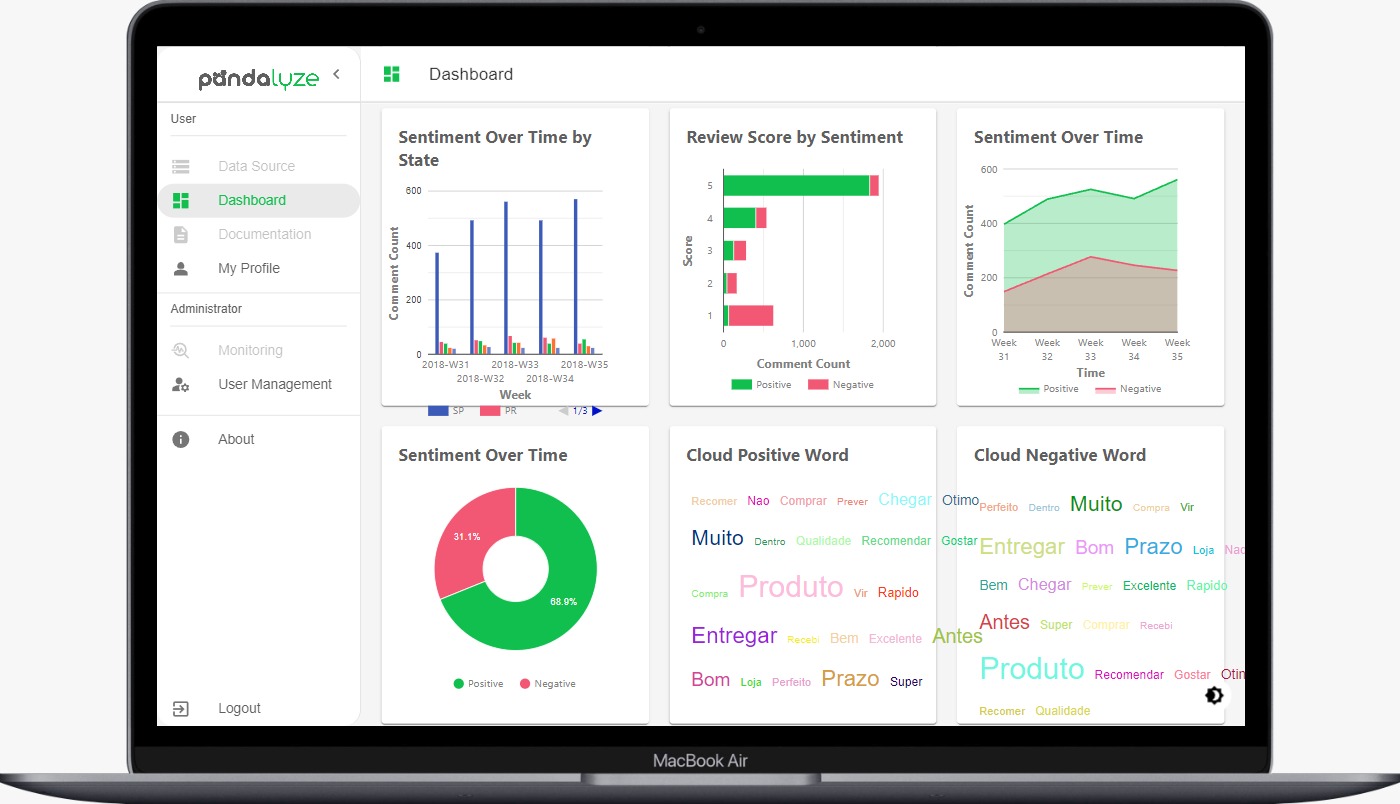 pandalyze
Dashboard
User
Data Source
Dashboard
Documentation
My Profile
Administrator
Monitoring
User Management
About
Logout
Sentiment Over Time by
State
600
400
200
0
Comment Count
2018-W31 2018-W33 2018-W35
2018-W32 2018-W34
Week
SP PR 1/3
Review Score by Sentiment
5
4
3
2
1
Score
0 1,000 2,000
Comment Count
Positive Negative
Sentiment Over Time
600
400
200
0
Comment Count
Week Week Week Week Week
31 32 33 34 35
Time
Positive Negative
Sentiment Over Time
31.1%
68.9%
Positive Negative
Cloud Positive Word
Recomer Nao Comprar Prever Chegar Otimo
Muito Dentro Qualidade Recomendar Gostar
Compra Produto Vir Rapido
Entregar Recebi Bem Excelente Antes
Bom Loja Perfeito Prazo Super
Cloud Negative Word
Perfeito Dentro Muito Compra Vir
Entregar Bom Prazo Loja Nao
Bem Chegar Prever Excelente Rapido
Antes Super Comprar Recebi
Produto Recomendar Gostar Otin
Recomer Qualidade
MacBook Air